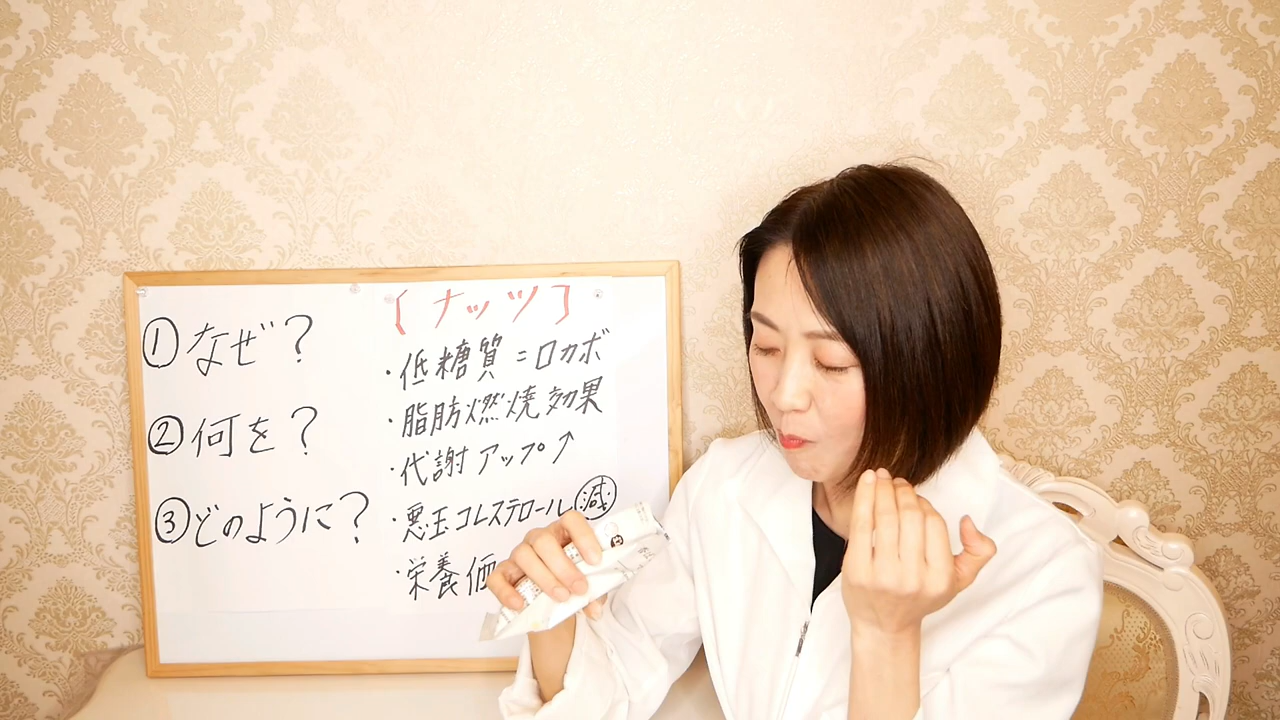 ①なぜ？
②何を？
③どのように？
[ナッツ]
・低糖質=ロカボ
・脂肪燃焼効果
・代謝アップ↑
・悪玉コレステロール減
・栄養価